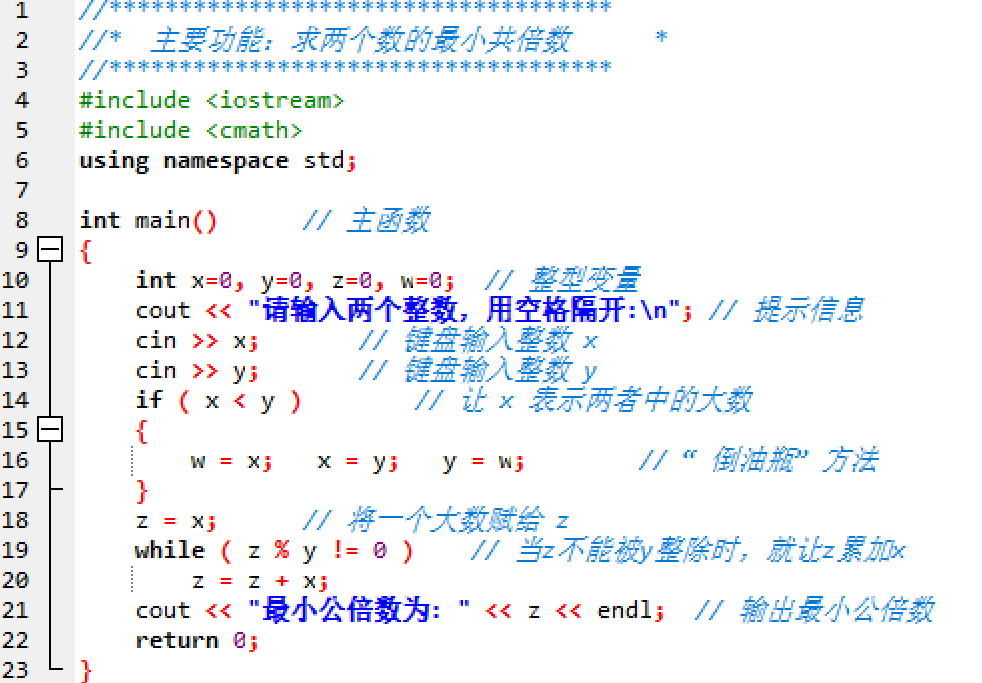 1 //************************************
2 //* 主要功能：求两个数的最小共倍数 *
3 //************************************
4 #include <iostream>
5 #include <cmath>
6 using namespace std;
7
8 int main() // 主函数
9 {
10 int x=0, y=0, z=0, w=0; // 整型变量
11 cout << "请输入两个整数，用空格隔开:\n"; // 提示信息
12 cin >> x; // 键盘输入整数 x
13 cin >> y; // 键盘输入整数 y
14 if ( x < y ) // 让 x 表示两者中的大数
15 {
16 w = x; x = y; y = w; // “ 倒油瓶” 方法
17 }
18 z = x; // 将一个大数赋给 z
19 while ( z % y != 0 ) // 当z不能被y整除时，就让z累加x
20 z = z + x;
21 cout << "最小公倍数为：" << z << endl; // 输出最小公倍数
22 return 0;
23 }